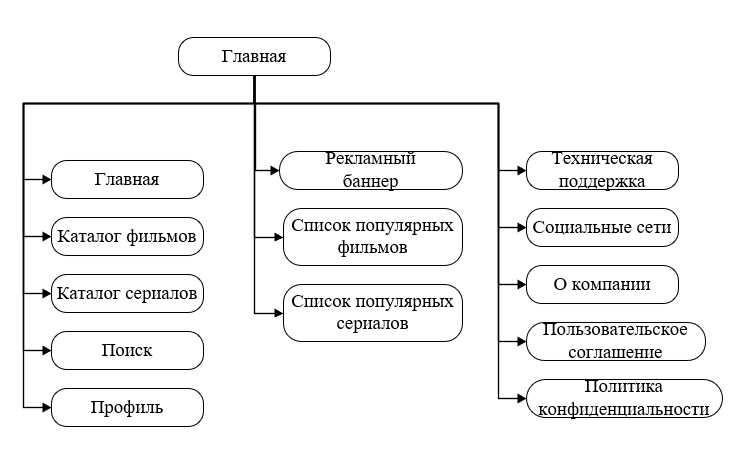 Главная
Главная
Каталог фильмов
Каталог сериалов
Поиск
Профиль
Рекламный
баннер
Список популярных
фильмов
Список популярных
сериалов
Техническая
поддержка
Социальные сети
О компании
Пользовательское
соглашение
Политика
конфиденциальности